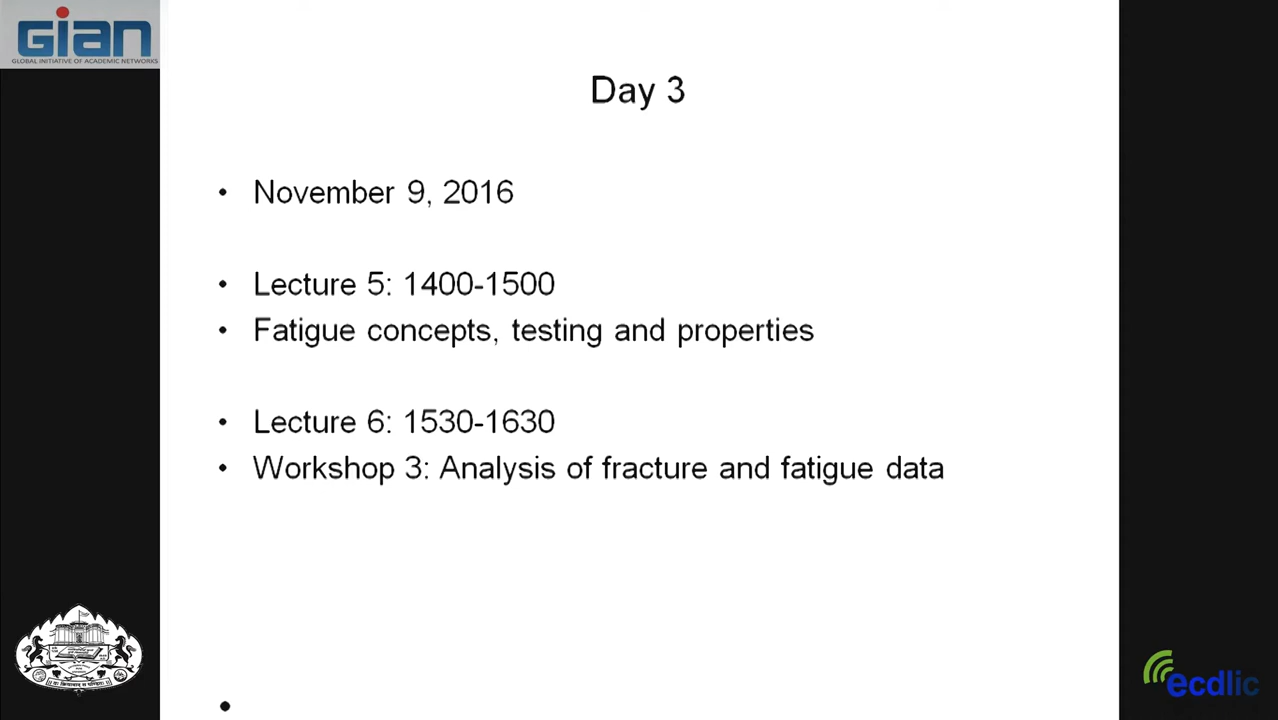 GIAN
GLOBAL INITIATIVE OF ACADEMIC NETWORKS
Day 3
• November 9, 2016
• Lecture 5: 1400-1500
• Fatigue concepts, testing and properties
• Lecture 6: 1530-1630
• Workshop 3: Analysis of fracture and fatigue data
•
ecdlic